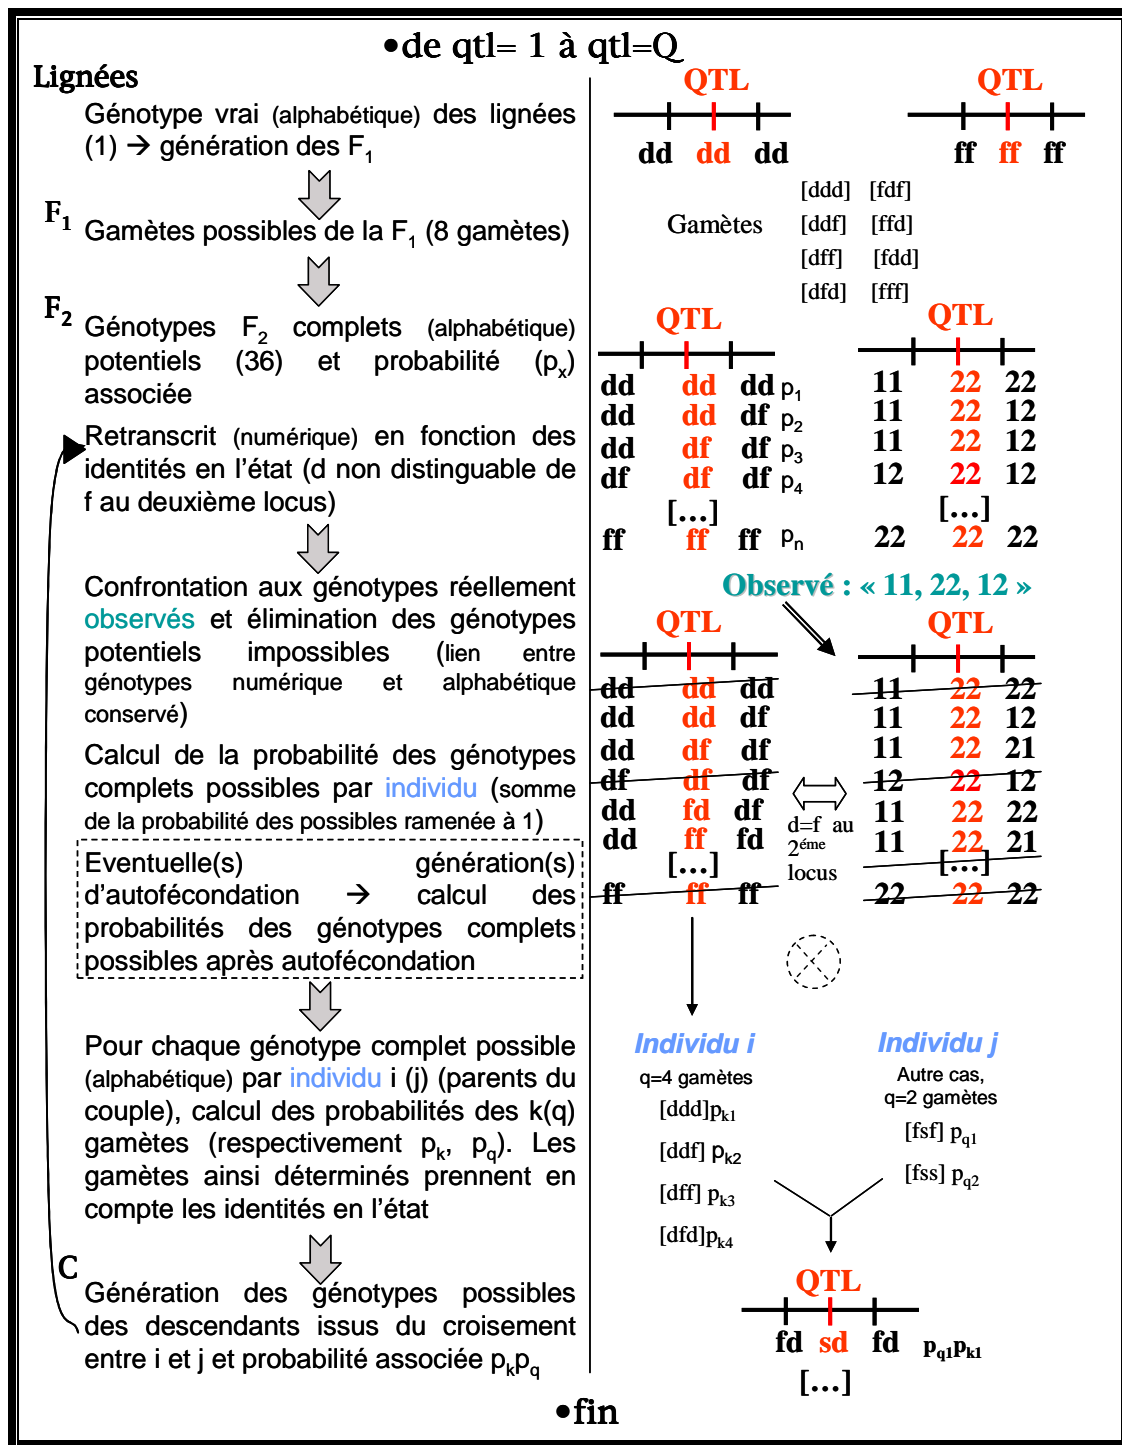 •de qtl= 1 à qtl=Q
Lignées
Génotype vrai (alphabétique) des lignées
(1) → génération des F1
F1
Gamètes possibles de la F1 (8 gamètes)
F2
Génotypes F2 complets (alphabétique)
potentiels (36) et probabilité (px)
associée
Retranscrit (numérique) en fonction des
identités en l'état (d non distinguable de
f au deuxième locus)
Confrontation aux génotypes réellement
observés et élimination des génotypes
potentiels impossibles (lien entre
génotypes numérique et alphabétique
conservé)
Calcul de la probabilité des génotypes
complets possibles par individu (somme
de la probabilité des possibles ramenée à 1)
Eventuelle(s) génération(s)
d'autofécondation → calcul des
probabilités des génotypes complets
possibles après autofécondation
Pour chaque génotype complet possible
(alphabétique) par individu i (j) (parents du
couple), calcul des probabilités des k(q)
gamètes (respectivement pk, pq). Les
gamètes ainsi déterminés prennent en
compte les identités en l'état
C
Génération des génotypes possibles
des descendants issus du croisement
entre i et j et probabilité associée pkpq
QTL
dd dd dd
QTL
ff ff ff
Gamètes
[ddd] [fdf]
[ddf] [ffd]
[dff] [fdd]
[dfd] [fff]
QTL
dd dd dd p1
dd dd df p2
dd df df p3
df df df p4
[...]
ff ff ff pn
QTL
11 22 22
11 22 12
11 22 12
12 22 12
[...]
22 22 22
Observé : « 11, 22, 12 »
QTL
dd dd dd
dd dd df
dd df df
df df df
dd fd df
dd ff fd
[...]
ff ff ff
d=f au
2éme
locus
QTL
11 22 22
11 22 12
11 22 21
12 22 12
11 22 22
11 22 21
[...]
22 22 22
Individu i
q=4 gamètes
[ddd]pk1
[ddf] pk2
[dff] pk3
[dfd]pk4
Individu j
Autre cas,
q=2 gamètes
[fsf] pq1
[fss] pq2
QTL
fd sd fd pq1pk1
[...]
•fin